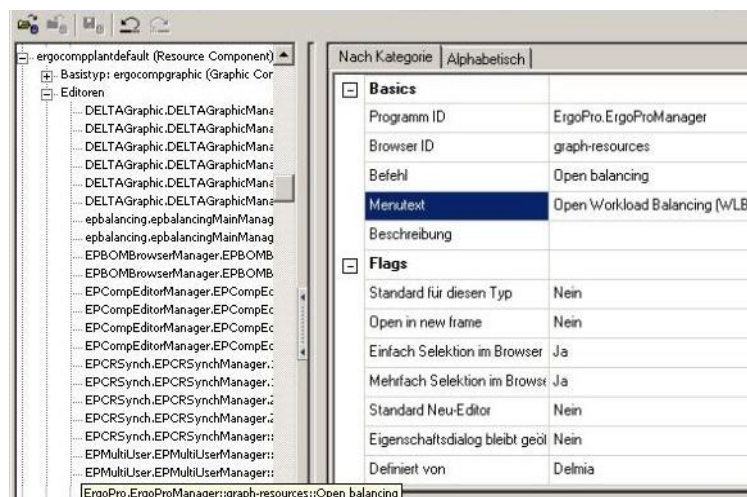 ergocompplantdefault (Resource Component)
Basistyp: ergocompgraphic (Graphic Cor
Editoren
DELTAGraphic.DELTAGraphicMana
DELTAGraphic.DELTAGraphicMana
DELTAGraphic.DELTAGraphicMana
DELTAGraphic.DELTAGraphicMana
DELTAGraphic.DELTAGraphicMana
DELTAGraphic.DELTAGraphicMana
epbalancing.epbalancingMainManag
epbalancing.epbalancingMainManag
EPBOMBrowserManager.EPBOMB
EPBOMBrowserManager.EPBOMB
EPCompEditorManager.EPCompEc
EPCompEditorManager.EPCompEc
EPCompEditorManager.EPCompEc
EPCompEditorManager.EPCompEc
EPCRSynch.EPCRSynchManager.:
EPCRSynch.EPCRSynchManager.:
EPCRSynch.EPCRSynchManager.2
EPCRSynch.EPCRSynchManager.2
EPCRSynch.EPCRSynchManager::
EPMultiUser.EPMultiUserManager::
EPMultiUser.EPMultiUserManager::
ErgoPro.ErgoProManager::graph-resources::Open balancing
Nach Kategorie Alphabetisch
Basics
Programm ID ErgoPro.ErgoProManager
Browser ID graph-resources
Befehl Open balancing
Menutext Open Workload Balancing (WLB
Beschreibung
Flags
Standard für diesen Typ Nein
Open in new frame Nein
Einfach Selektion im Browser Ja
Mehrfach Selektion im Browse Ja
Standard Neu-Editor Nein
Eigenschaftsdialog bleibt geöl Nein
Definiert von Delmia